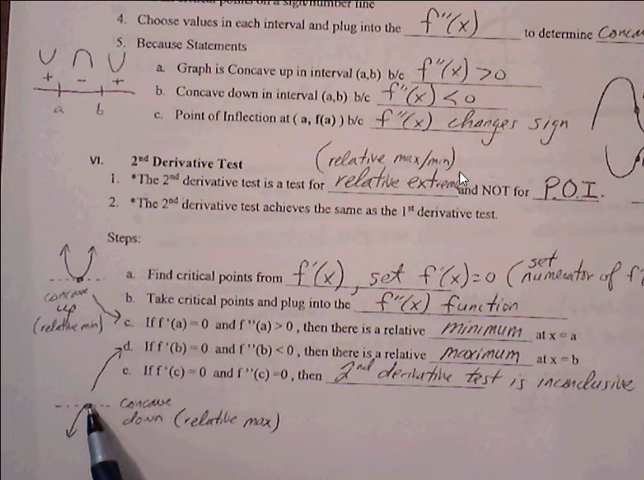 number line
4. Choose values in each interval and plug into the f''(x) to determine
5. Because Statements
a. Graph is Concave up in interval (a,b) b/c f''(x) > 0
b. Concave down in interval (a,b) b/c f''(x) < 0
c. Point of Inflection at ( a, f(a) ) b/c f''(x) changes sign
+ - +
a b
VI. 2nd Derivative Test (relative max/min)
1. *The 2nd derivative test is a test for relative extrema and NOT for P.O.I.
2. *The 2nd derivative test achieves the same as the 1st derivative test.
Steps:
a. Find critical points from f'(x), set f'(x)=0 (set numerator of f'
b. Take critical points and plug into the f''(x) function
c. If f '(a) = 0 and f ''(a) > 0, then there is a relative minimum at x = a
d. If f '(b) = 0 and f ''(b) < 0, then there is a relative maximum at x = b
e. If f '(c) = 0 and f ''(c) =0, then 2nd derivative test is inconclusive
concave
up
(relative min)
concave
down (relative max)